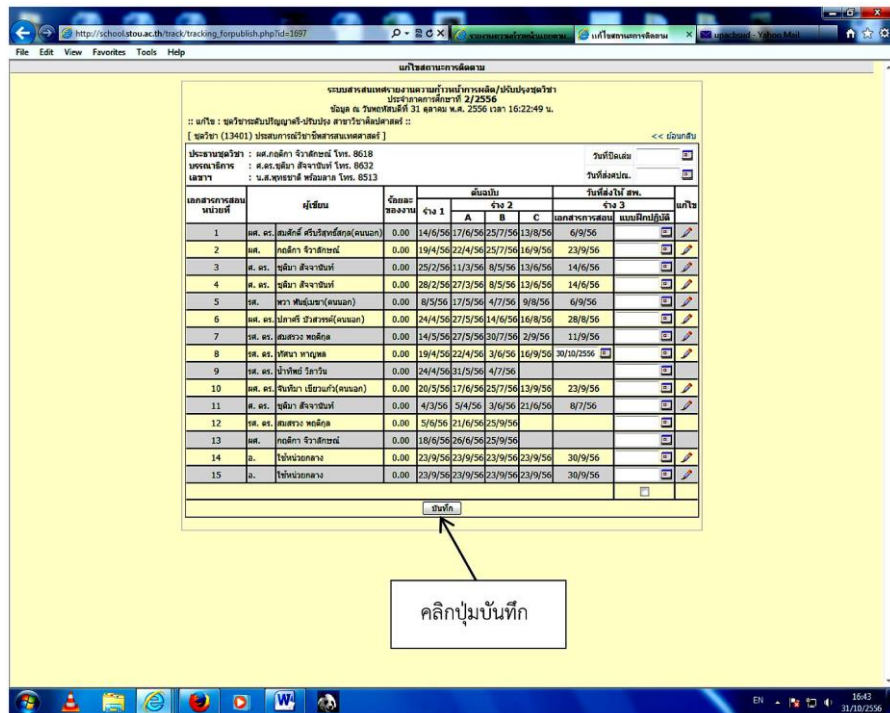 http://school.stou.ac.th/track/tracking_forpublish.php?id=1697
แก้ไขสถานะการติดตาม
upacbsud - Yahoo Mail
File Edit View Favorites Tools Help
แก้ไขสถานะการติดตาม
ระบบสารสนเทศรายงานความก้าวหน้าการผลิต/ปรับปรุงชุดวิชา
ประจำภาคการศึกษาที่ 2/2556
ข้อมูล ณ วันพฤหัสบดีที่ 31 ตุลาคม พ.ศ. 2556 เวลา 16:22:49 น.
:: แก้ไข : ชุดวิชาระดับปริญญาตรี-ปรับปรุง สาขาวิชาศิลปศาสตร์ ::
[ ชุดวิชา (13401) ประสบการณ์วิชาชีพสารสนเทศศาสตร์ ] << ย้อนกลับ
ประธานชุดวิชา : ผศ.กฤติกา จิวาลักษณ์ โทร. 8618 วันที่ปิดเล่ม
บรรณาธิการ : ศ.ดร.ชุติมา สัจจานันท์ โทร. 8632
เลขาฯ : น.ส.พุทธชาติ พร้อมลาภ โทร. 8513 วันที่ส่งศปณ.
เอกสารการสอน หน่วยที่ ผู้เขียน ร้อยละ ของงาน ต้นฉบับ วันที่ส่งให้ สพ. แก้ไข
ร่าง 1 ร่าง 2 ร่าง 3
A B C เอกสารการสอน แบบฝึกปฏิบัติ
1 ผศ. ดร. สมศักดิ์ ศรีบริสุทธิ์สกุล(คนนอก) 0.00 14/6/56 17/6/56 25/7/56 13/8/56 6/9/56
2 ผศ. กฤติกา จิวาลักษณ์ 0.00 19/4/56 22/4/56 25/7/56 16/9/56 23/9/56
3 ศ. ดร. ชุติมา สัจจานันท์ 0.00 25/2/56 11/3/56 8/5/56 13/6/56 14/6/56
4 ศ. ดร. ชุติมา สัจจานันท์ 0.00 28/2/56 27/3/56 8/5/56 13/6/56 14/6/56
5 รศ. พวา พันธุ์เมฆา(คนนอก) 0.00 8/5/56 17/5/56 4/7/56 9/8/56 6/9/56
6 ผศ. ดร. ปภาศรี บัวสวรรค์(คนนอก) 0.00 24/4/56 27/5/56 14/6/56 16/8/56 28/8/56
7 รศ. ดร. สมสรวง พฤติกุล 0.00 14/5/56 27/5/56 30/7/56 2/9/56 11/9/56
8 รศ. ดร. ทัศนา หาญพล 0.00 19/4/56 22/4/56 3/6/56 16/9/56 30/10/2556
9 รศ. ดร. น้ำทิพย์ วิภาวิน 0.00 24/4/56 31/5/56 4/7/56
10 ผศ. ดร. จันทิมา เขียวแก้ว(คนนอก) 0.00 20/5/56 17/6/56 25/7/56 13/9/56 23/9/56
11 ศ. ดร. ชุติมา สัจจานันท์ 0.00 4/3/56 5/4/56 3/6/56 21/6/56 8/7/56
12 รศ. ดร. สมสรวง พฤติกุล 0.00 5/6/56 21/6/56 25/9/56
13 ผศ. กฤติกา จิวาลักษณ์ 0.00 18/6/56 26/6/56 25/9/56
14 อ. ใช้หน่วยกลาง 0.00 23/9/56 23/9/56 23/9/56 23/9/56 30/9/56
15 อ. ใช้หน่วยกลาง 0.00 23/9/56 23/9/56 23/9/56 23/9/56 30/9/56
บันทึก
คลิกปุ่มบันทึก
EN 16:43
31/10/2556